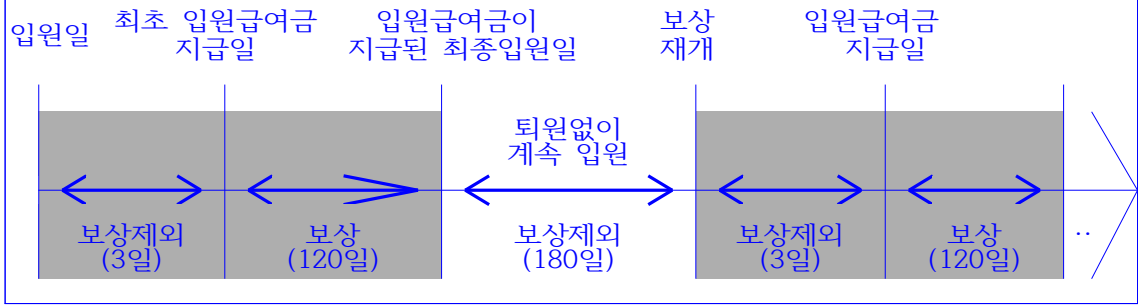 입원일
최초 입원급여금
지급일
입원급여금이
지급된 최종입원일
보상
재개
입원급여금
지급일
퇴원없이
계속 입원
보상제외
(3일)
보상
(120일)
보상제외
(180일)
보상제외
(3일)
보상
(120일)
..